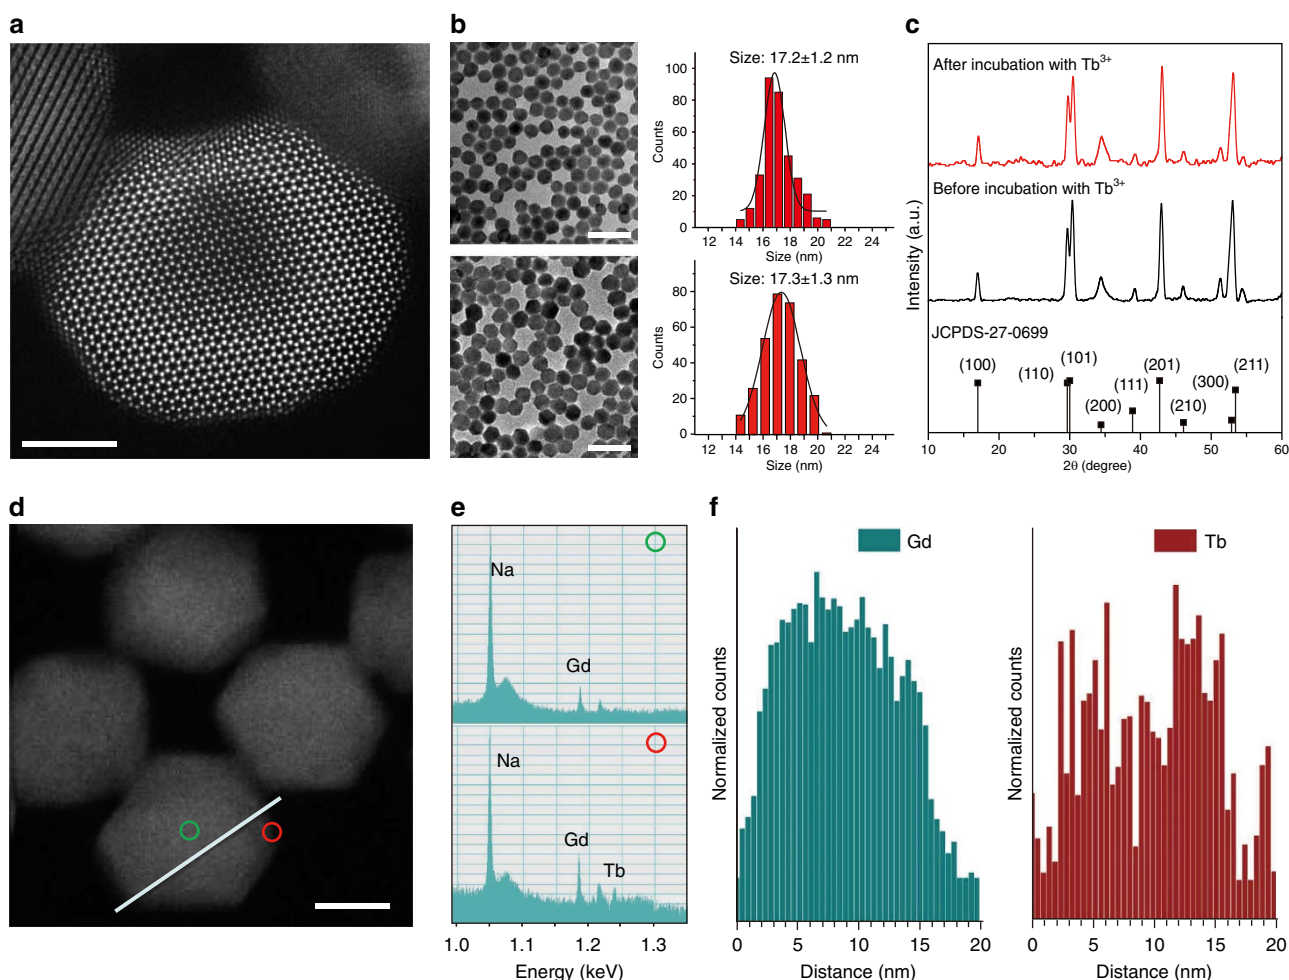 a
b
Size: 17.2±1.2 nm
100
80
60
40
20
0
Counts
12 14 16 18 20 22 24
Size (nm)
Size: 17.3±1.3 nm
80
60
40
20
0
Counts
12 14 16 18 20 22 24
Size (nm)
c
After incubation with Tb³⁺
Before incubation with Tb³⁺
JCPDS-27-0699
(100)
(110)
(101)
(200)
(111)
(201)
(210)
(300)
(211)
Intensity (a.u.)
10 20 30 40 50 60
2θ (degree)
d
e
Na
Gd
Na
Gd
Tb
1.0 1.1 1.2 1.3
Energy (keV)
f
Gd
Normalized counts
0 5 10 15 20
Distance (nm)
Tb
Normalized counts
0 5 10 15 20
Distance (nm)